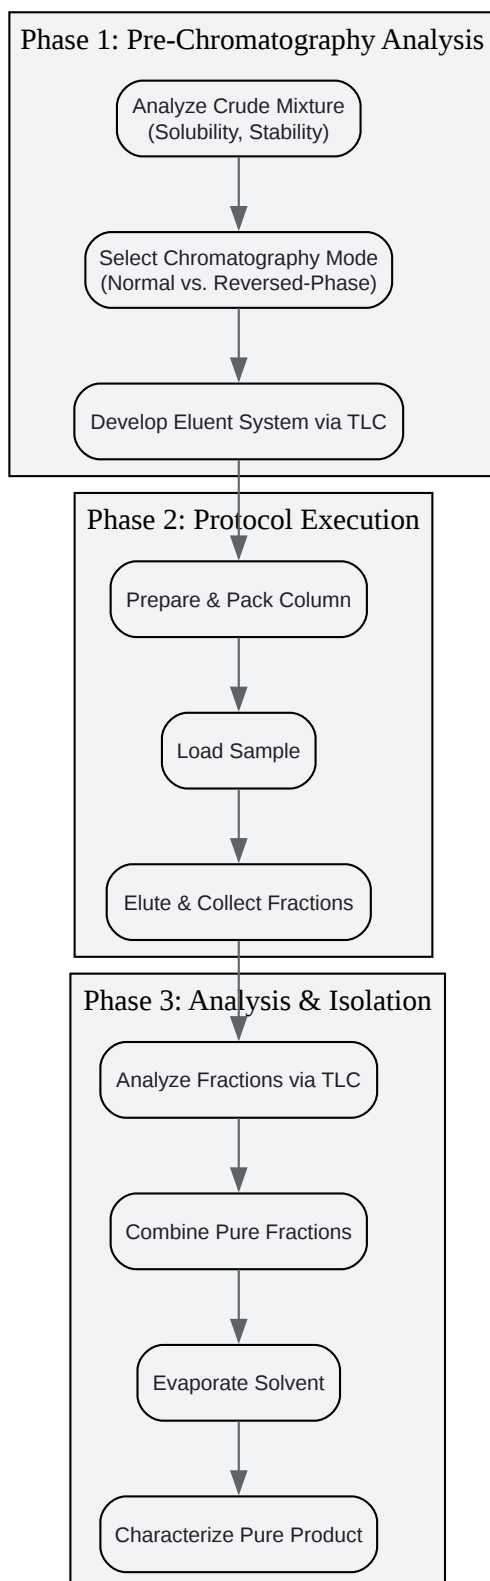 Phase 1: Pre-Chromatography Analysis
Analyze Crude Mixture
(Solubility, Stability)
Select Chromatography Mode
(Normal vs. Reversed-Phase)
Develop Eluent System via TLC
Phase 2: Protocol Execution
Prepare & Pack Column
Load Sample
Elute & Collect Fractions
Phase 3: Analysis & Isolation
Analyze Fractions via TLC
Combine Pure Fractions
Evaporate Solvent
Characterize Pure Product